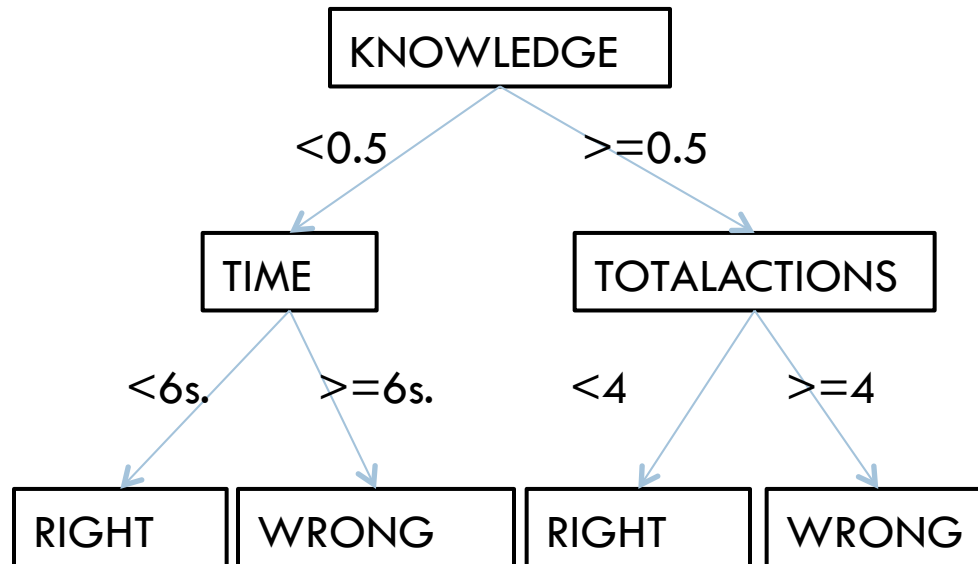 KNOWLEDGE
<0.5 >=0.5
TIME TOTALACTIONS
<6s. >=6s. <4 >=4
RIGHT WRONG RIGHT WRONG